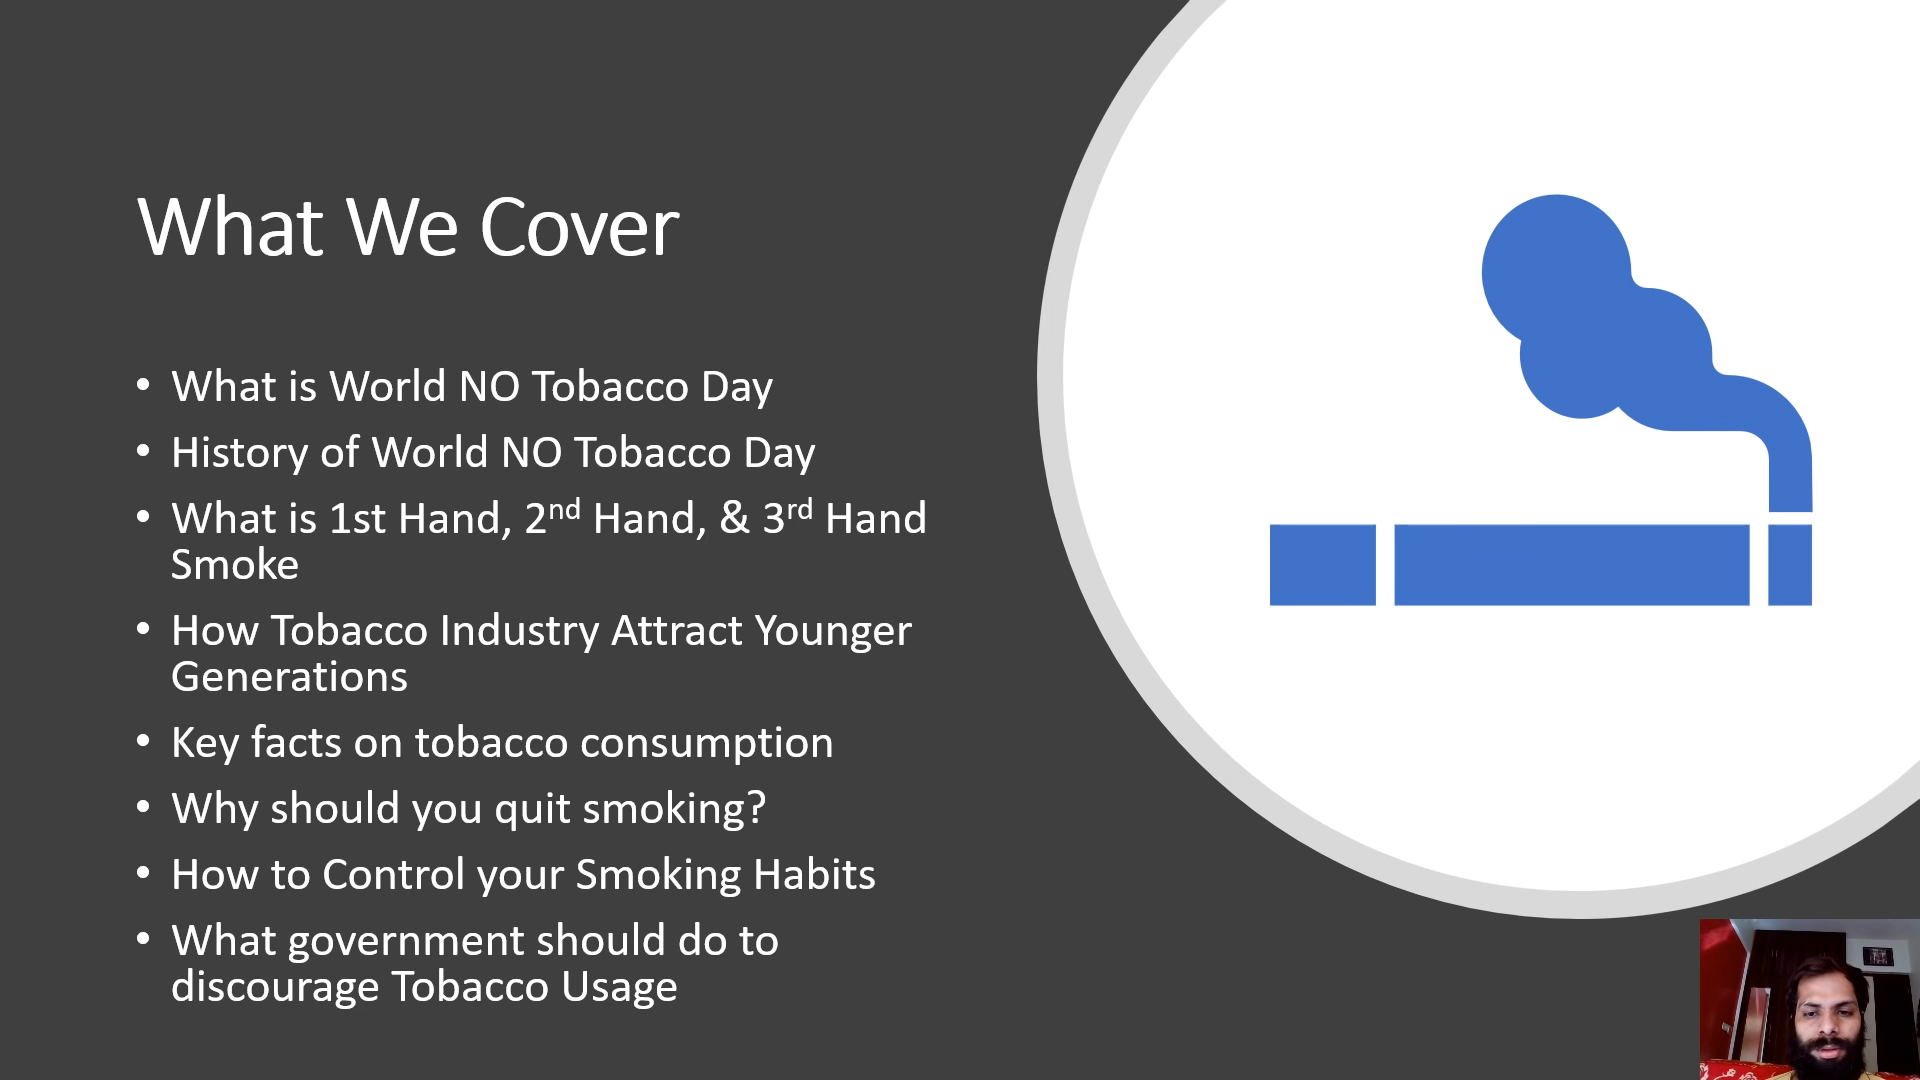 What We Cover
• What is World NO Tobacco Day
• History of World NO Tobacco Day
• What is 1st Hand, 2nd Hand, & 3rd Hand
Smoke
• How Tobacco Industry Attract Younger
Generations
• Key facts on tobacco consumption
• Why should you quit smoking?
• How to Control your Smoking Habits
• What government should do to
discourage Tobacco Usage